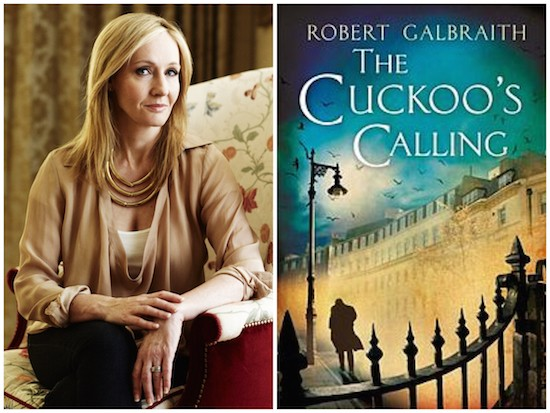 ROBERT GALBRAITH
THE
CUCKOO'S
CALLING